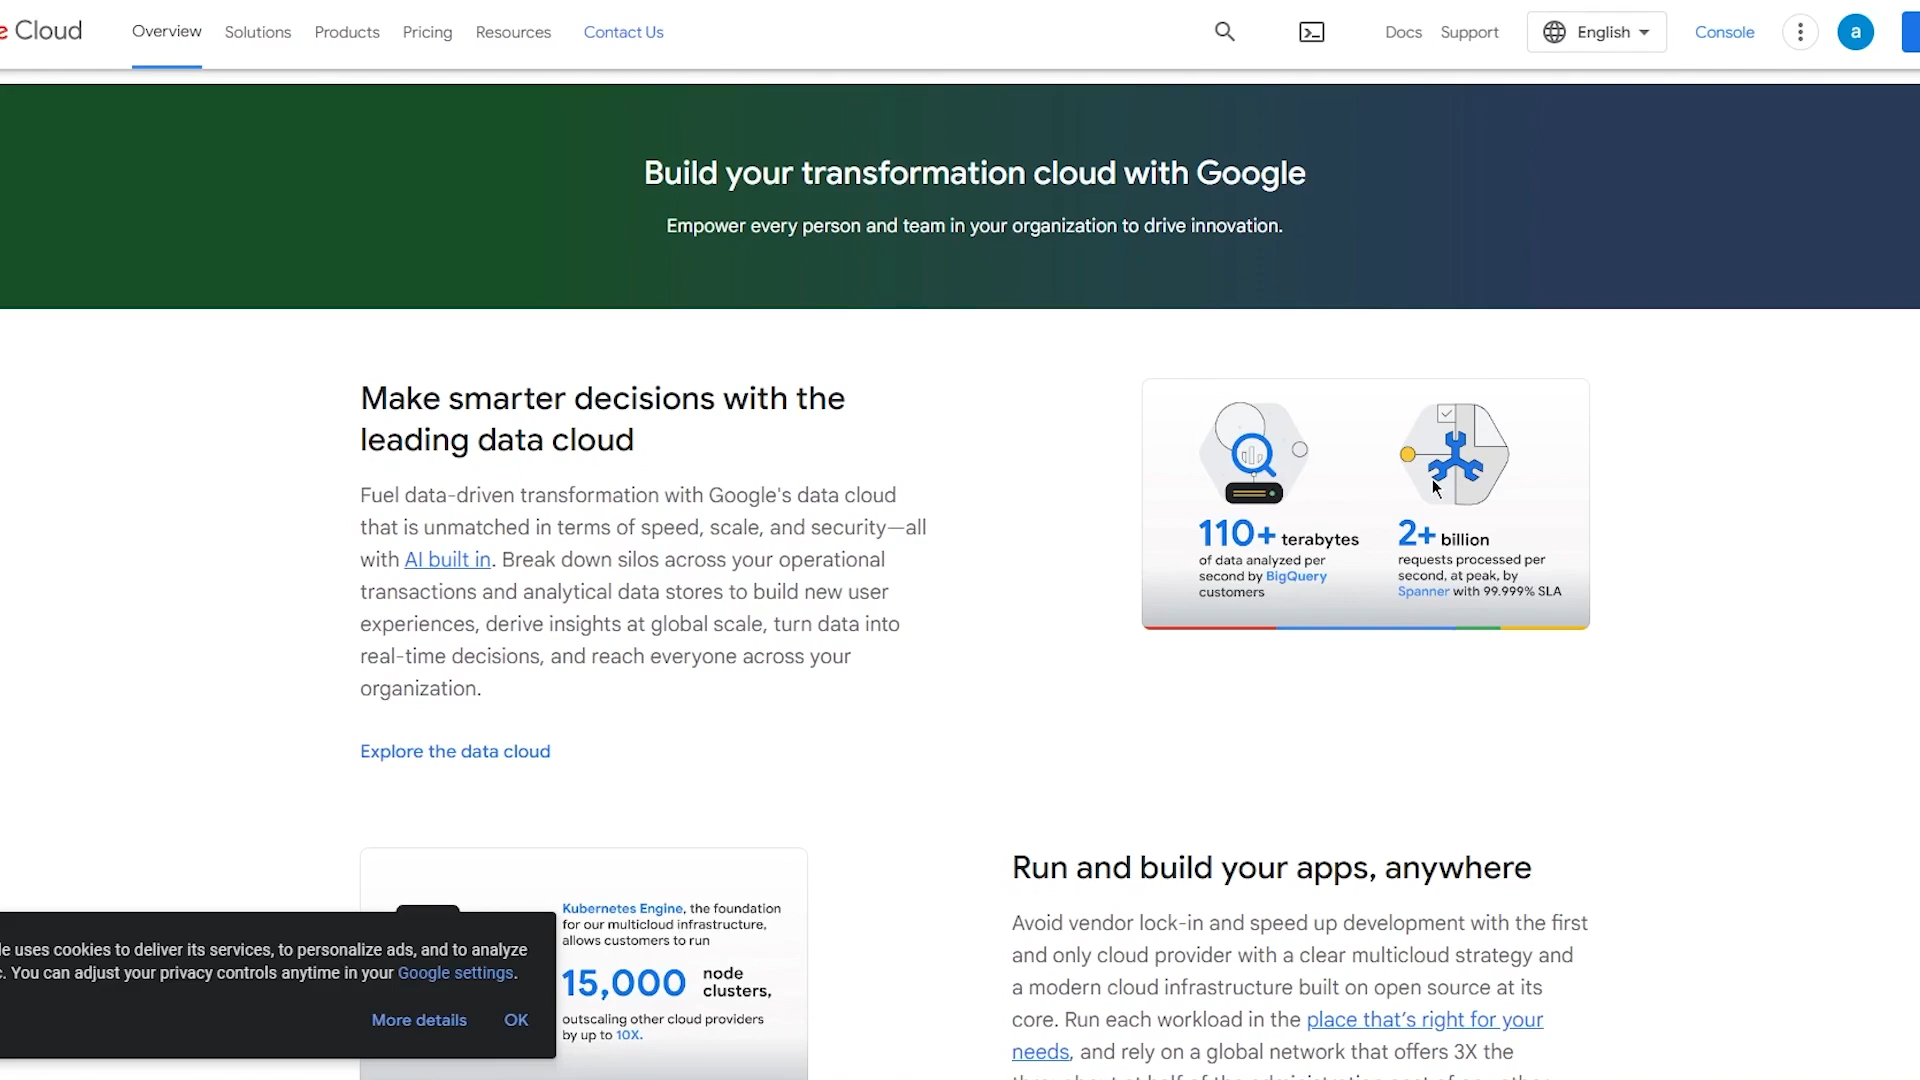 e Cloud
Overview
Solutions
Products
Pricing
Resources
Contact Us
Docs
Support
English
Console
a
Build your transformation cloud with Google
Empower every person and team in your organization to drive innovation.
Make smarter decisions with the
leading data cloud
Fuel data-driven transformation with Google's data cloud
that is unmatched in terms of speed, scale, and security—all
with AI built in. Break down silos across your operational
transactions and analytical data stores to build new user
experiences, derive insights at global scale, turn data into
real-time decisions, and reach everyone across your
organization.
Explore the data cloud
110+ terabytes
of data analyzed per
second by BigQuery
customers
2+ billion
requests processed per
second, at peak, by
Spanner with 99.999% SLA
Kubernetes Engine, the foundation
for our multicloud infrastructure,
allows customers to run
15,000 node
clusters,
outscaling other cloud providers
by up to 10X.
Run and build your apps, anywhere
Avoid vendor lock-in and speed up development with the first
and only cloud provider with a clear multicloud strategy and
a modern cloud infrastructure built on open source at its
core. Run each workload in the place that's right for your
needs, and rely on a global network that offers 3X the
le uses cookies to deliver its services, to personalize ads, and to analyze
c. You can adjust your privacy controls anytime in your Google settings.
More details
OK